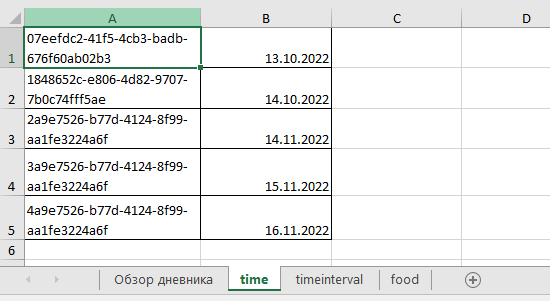 A B C D
1 07eefdc2-41f5-4cb3-badb-
676f60ab02b3 13.10.2022
2 1848652c-e806-4d82-9707-
7b0c74fff5ae 14.10.2022
3 2a9e7526-b77d-4124-8f99-
aa1fe3224a6f 14.11.2022
4 3a9e7526-b77d-4124-8f99-
aa1fe3224a6f 15.11.2022
5 4a9e7526-b77d-4124-8f99-
aa1fe3224a6f 16.11.2022
6
Обзор дневника time timeinterval food